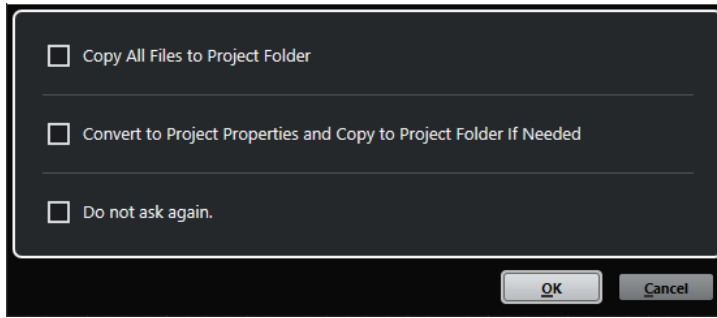 Copy All Files to Project Folder
Convert to Project Properties and Copy to Project Folder If Needed
Do not ask again.
OK Cancel